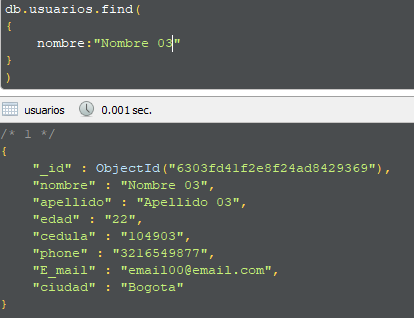 db.usuarios.find(
{
    nombre:"Nombre 03"
}
)
usuarios 0.001 sec.
/* 1 */
{
    "_id" : ObjectId("6303fd41f2e8f24ad8429369"),
    "nombre" : "Nombre 03",
    "apellido" : "Apellido 03",
    "edad" : "22",
    "cedula" : "104903",
    "phone" : "3216549877",
    "E_mail" : "email00@email.com",
    "ciudad" : "Bogota"
}